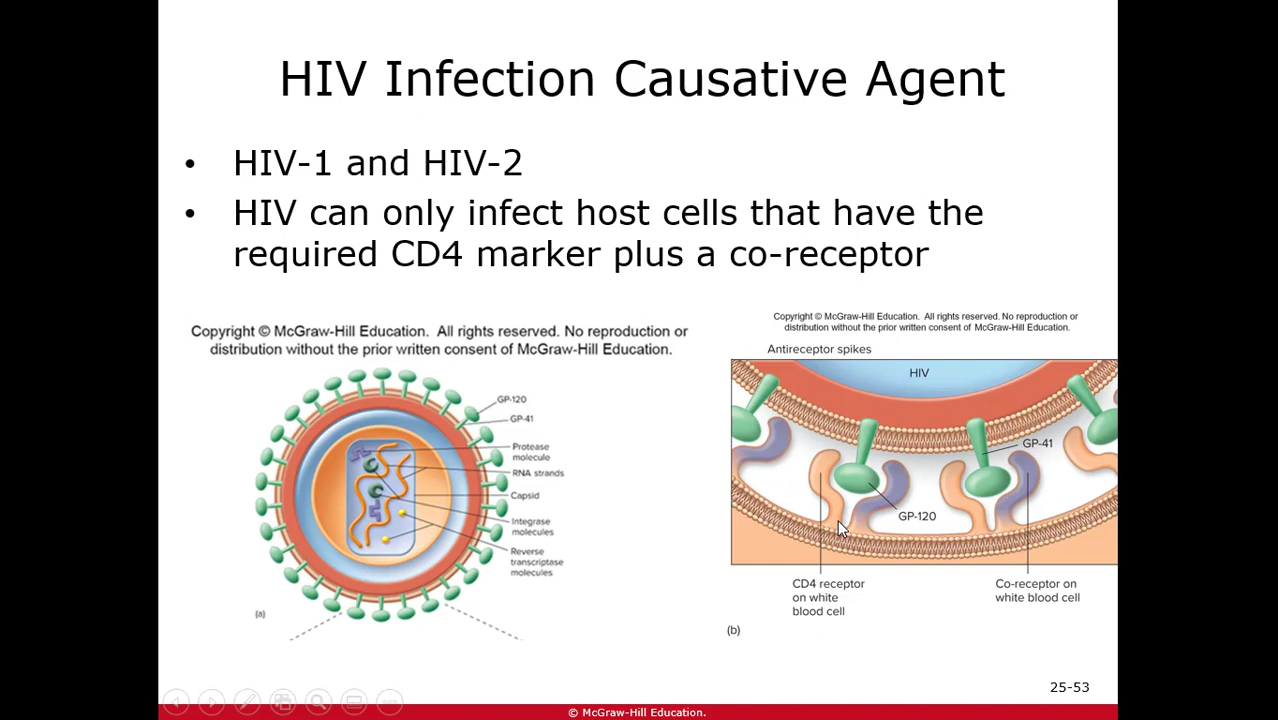 HIV Infection Causative Agent
• HIV-1 and HIV-2
• HIV can only infect host cells that have the
required CD4 marker plus a co-receptor
Copyright © McGraw-Hill Education. All rights reserved. No reproduction or
distribution without the prior written consent of McGraw-Hill Education.
GP-120
GP-41
Protease
molecule
RNA strands
Capsid
Integrase
molecules
Reverse
transcriptase
molecules
(a)
Copyright © McGraw-Hill Education. All rights reserved. No reproduction or
distribution without the prior written consent of McGraw-Hill Education.
Antireceptor spikes
HIV
GP-41
GP-120
CD4 receptor
on white
blood cell
Co-receptor on
white blood cell
(b)
25-53
© McGraw-Hill Education.